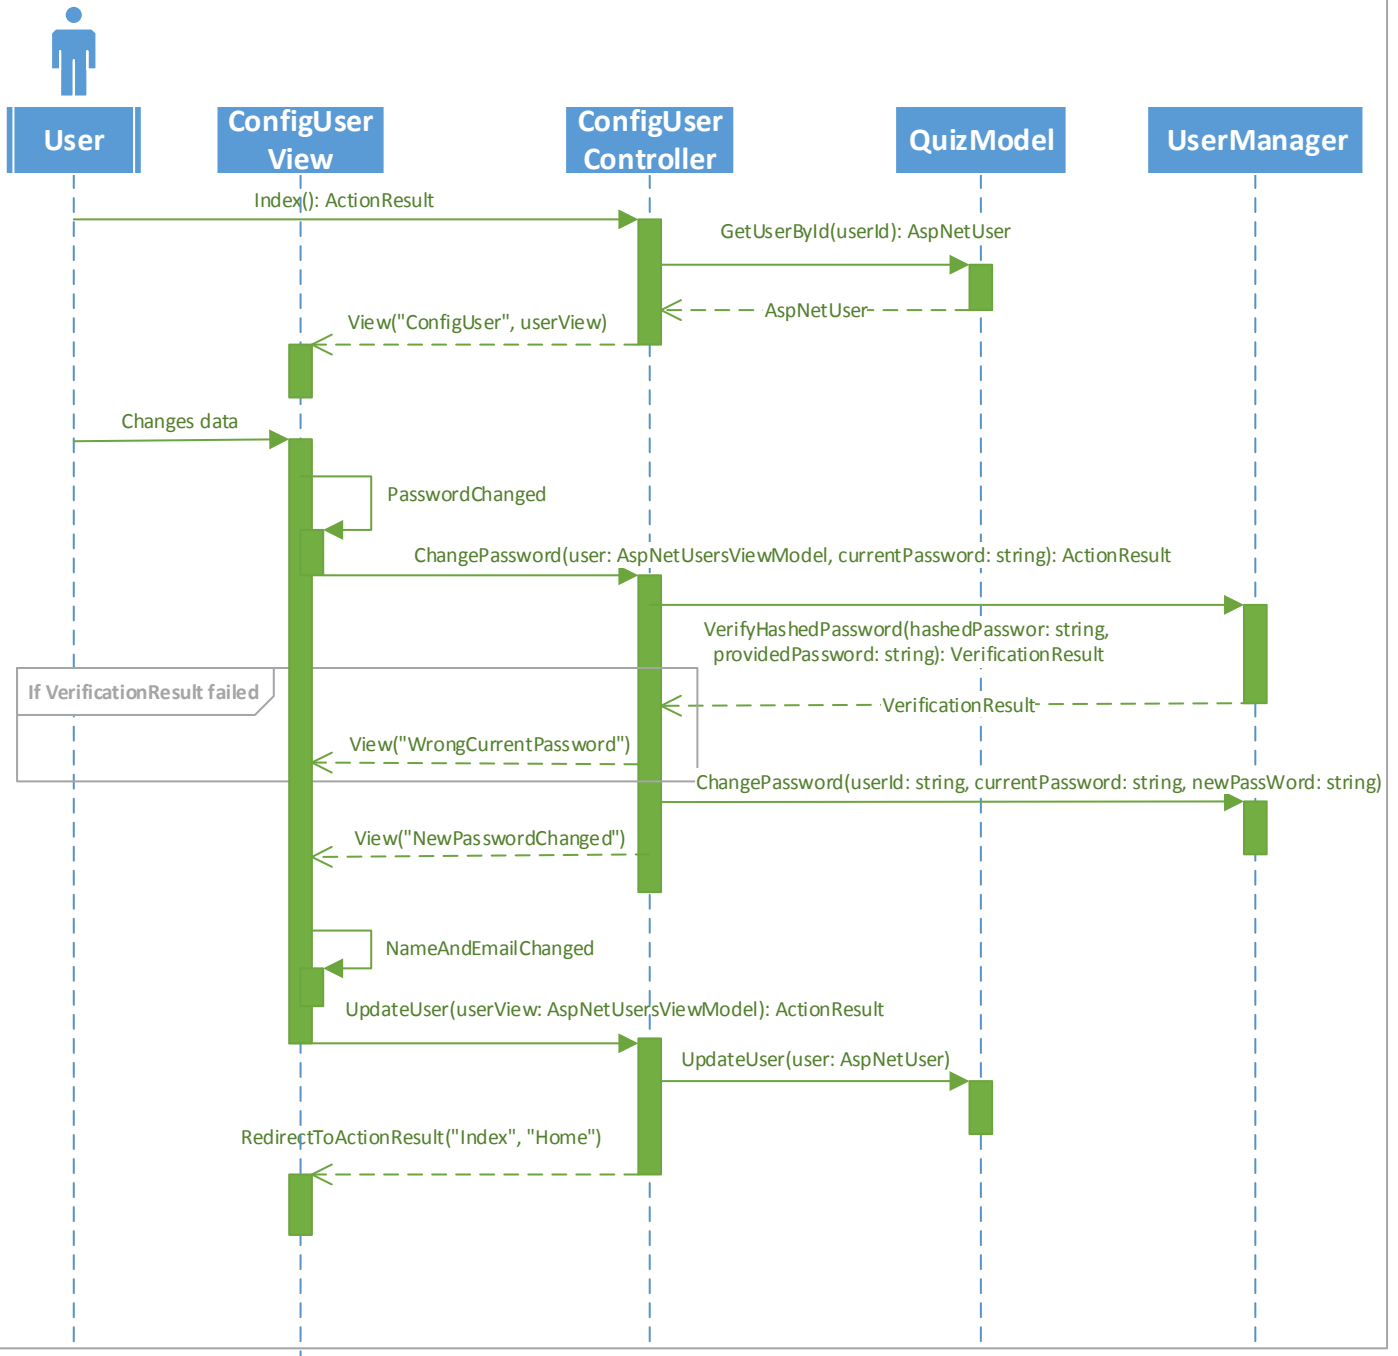 User
ConfigUser
View
ConfigUser
Controller
QuizModel
UserManager
Index(): ActionResult
GetUserById(userId): AspNetUser
AspNetUser
View("ConfigUser", userView)
Changes data
PasswordChanged
ChangePassword(user: AspNetUsersViewModel, currentPassword: string): ActionResult
VerifyHashedPassword(hashedPasswor: string,
providedPassword: string): VerificationResult
If VerificationResult failed
VerificationResult
View("WrongCurrentPassword")
ChangePassword(userId: string, currentPassword: string, newPassWord: string)
View("NewPasswordChanged")
NameAndEmailChanged
UpdateUser(userView: AspNetUsersViewModel): ActionResult
UpdateUser(user: AspNetUser)
RedirectToActionResult("Index", "Home")